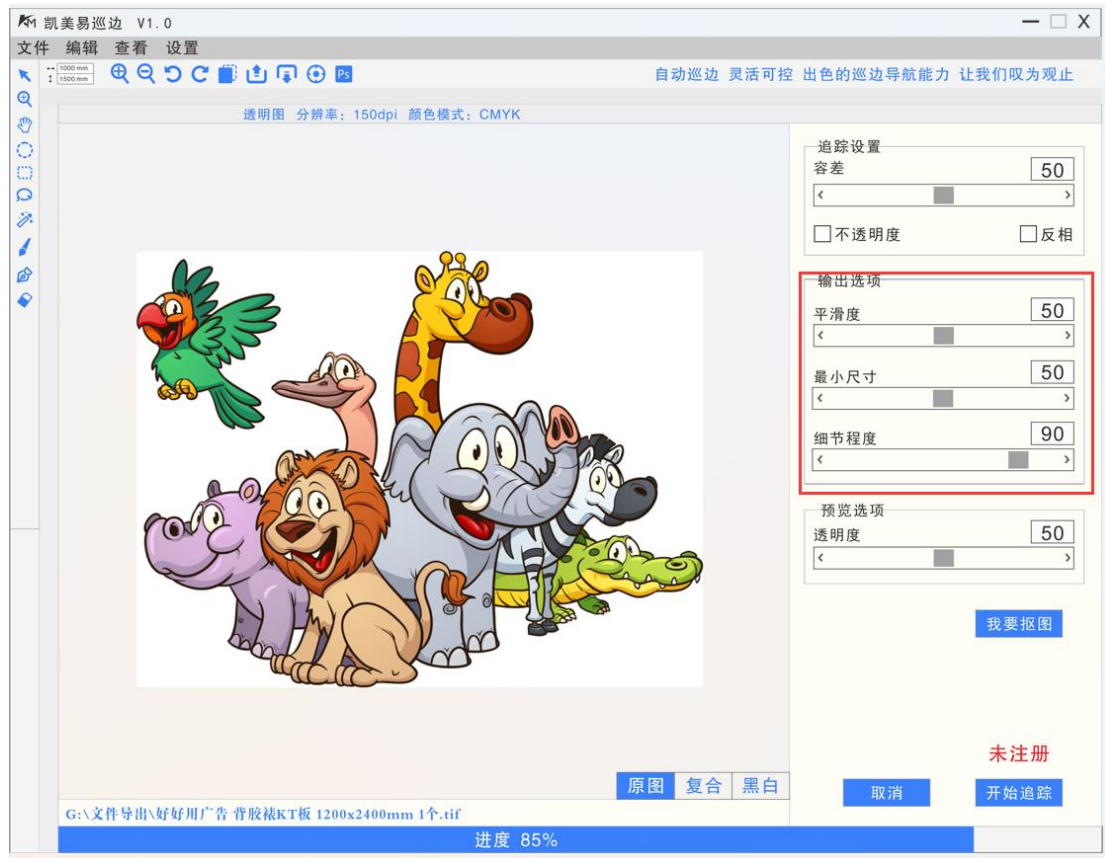 KM 凯美易巡边 V1.0
— □ X
文件 编辑 查看 设置
1000 mm
1500 mm
Ps
自动巡边 灵活可控 出色的巡边导航能力 让我们叹为观止
透明图 分辨率：150dpi 颜色模式：CMYK
追踪设置
容差 50
不透明度 反相
输出选项
平滑度 50
最小尺寸 50
细节程度 90
预览选项
透明度 50
我要抠图
未注册
原图 复合 黑白
取消 开始追踪
G:\文件导出\好好用广告 背胶裱KT板 1200x2400mm 1个.tif
进度 85%